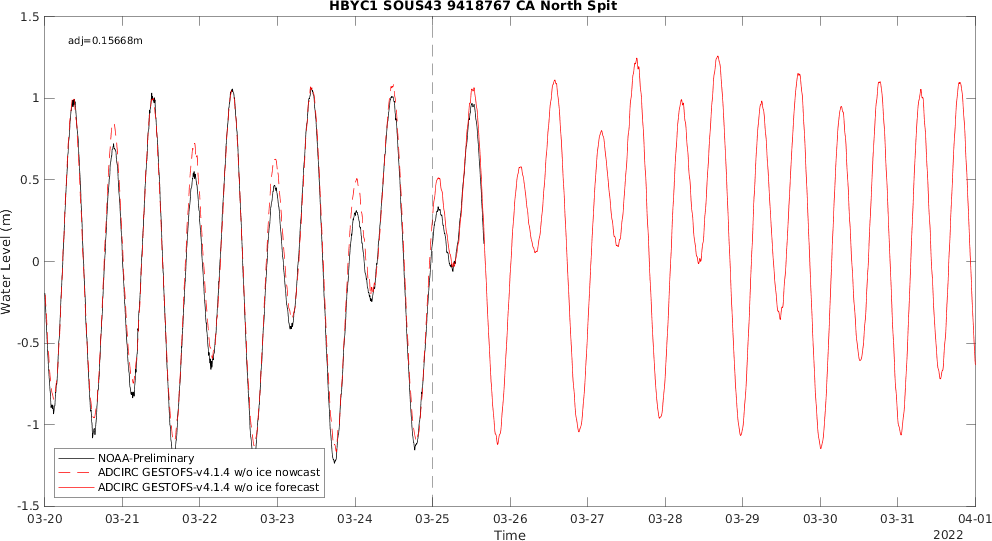 HBYC1 SOUS43 9418767 CA North Spit
adj=0.15668m
1.5
1
0.5
0
-0.5
-1
-1.5
Water Level (m)
NOAA-Preliminary
ADCIRC GESTOFS-v4.1.4 w/o ice nowcast
ADCIRC GESTOFS-v4.1.4 w/o ice forecast
03-20 03-21 03-22 03-23 03-24 03-25 03-26 03-27 03-28 03-29 03-30 03-31 04-01
Time
2022